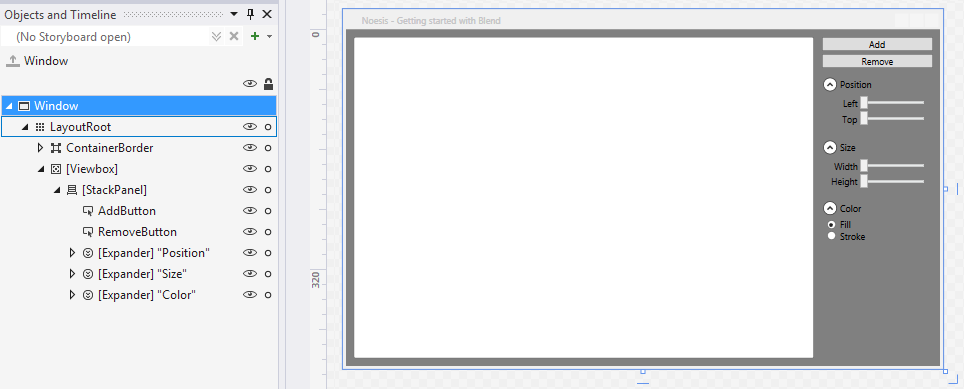 Objects and Timeline
(No Storyboard open)
Window
Window
LayoutRoot
ContainerBorder
[Viewbox]
[StackPanel]
AddButton
RemoveButton
[Expander] "Position"
[Expander] "Size"
[Expander] "Color"
0
320
Noesis - Getting started with Blend
Add
Remove
Position
Left
Top
Size
Width
Height
Color
Fill
Stroke